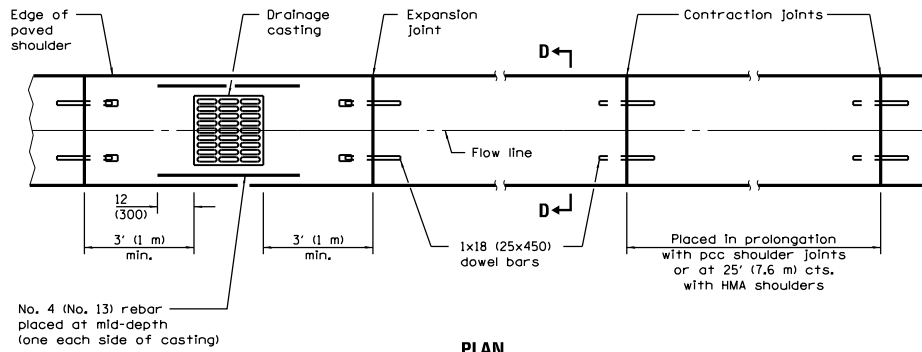 Edge of
paved
shoulder
Drainage
casting
Expansion
joint
Contraction joints
D
Flow line
D
12
(300)
3' (1 m)
min.
3' (1 m)
min.
1x18 (25x450)
dowel bars
Placed in prolongation
with pcc shoulder joints
or at 25' (7.6 m) cts.
with HMA shoulders
No. 4 (No. 13) rebar
placed at mid-depth
(one each side of casting)
PLAN